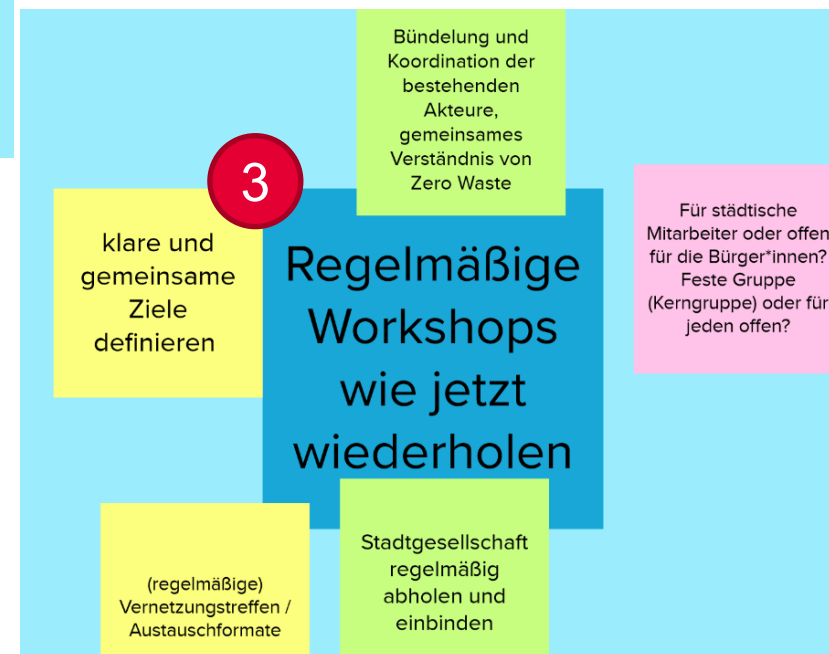 Bündelung und
Koordination der
bestehenden
Akteure,
gemeinsames
Verständnis von
Zero Waste
3
klare und
gemeinsame
Ziele
definieren
Regelmäßige
Workshops
wie jetzt
wiederholen
Für städtische
Mitarbeiter oder offen
für die Bürger*innen?
Feste Gruppe
(Kerngruppe) oder für
jeden offen?
(regelmäßige)
Vernetzungstreffen /
Austauschformate
Stadtgesellschaft
regelmäßig
abholen und
einbinden